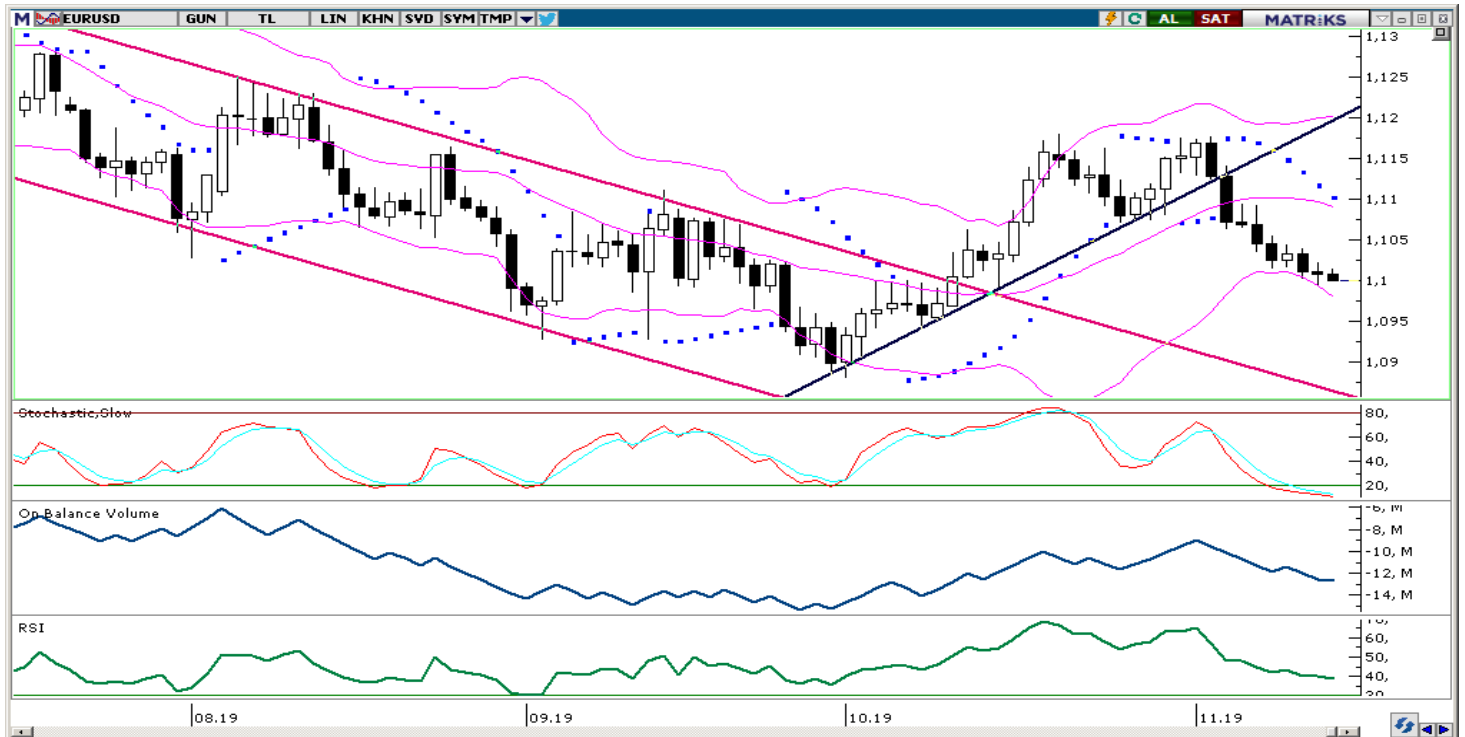 M EURUSD GUN TL LIN KHN SVD SYM TMP AL SAT MATRiKS
1,13
1,125
1,12
1,115
1,11
1,105
1,1
1,095
1,09
Stochastic,Slow
80,
60,
40,
20,
On Balance Volume
-6, M
-8, M
-10, M
-12, M
-14, M
RSI
70,
60,
50,
40,
30
08.19 09.19 10.19 11.19